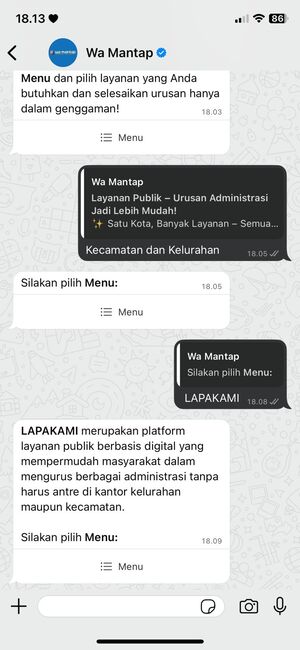 18.13
86
Wa Mantap
Menu dan pilih layanan yang Anda
butuhkan dan selesaikan urusan hanya
dalam genggaman!
18.03
Menu
Wa Mantap
Layanan Publik – Urusan Administrasi
Jadi Lebih Mudah!
✨ Satu Kota, Banyak Layanan – Semua...
Kecamatan dan Kelurahan
18.05
Silakan pilih Menu:
18.05
Menu
Wa Mantap
Silakan pilih Menu:
LAPAKAMI
18.08
LAPAKAMI merupakan platform
layanan publik berbasis digital yang
mempermudah masyarakat dalam
mengurus berbagai administrasi tanpa
harus antre di kantor kelurahan
maupun kecamatan.
Silakan pilih Menu:
18.09
Menu